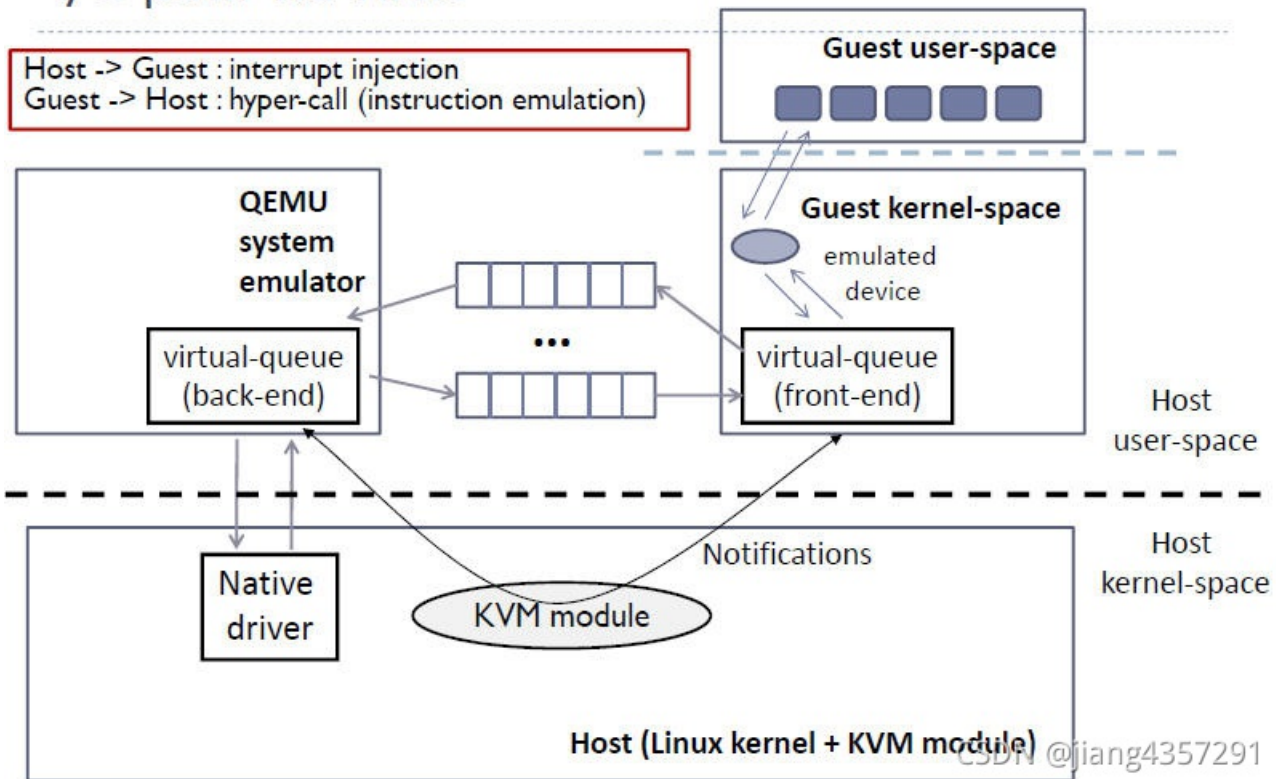 Host -> Guest : interrupt injection
Guest -> Host : hyper-call (instruction emulation)
Guest user-space
QEMU
system
emulator
Guest kernel-space
emulated
device
...
virtual-queue
(back-end)
virtual-queue
(front-end)
Host
user-space
Notifications
Host
kernel-space
Native
driver
KVM module
Host (Linux kernel + KVM module)
CSDN @jiang4357291